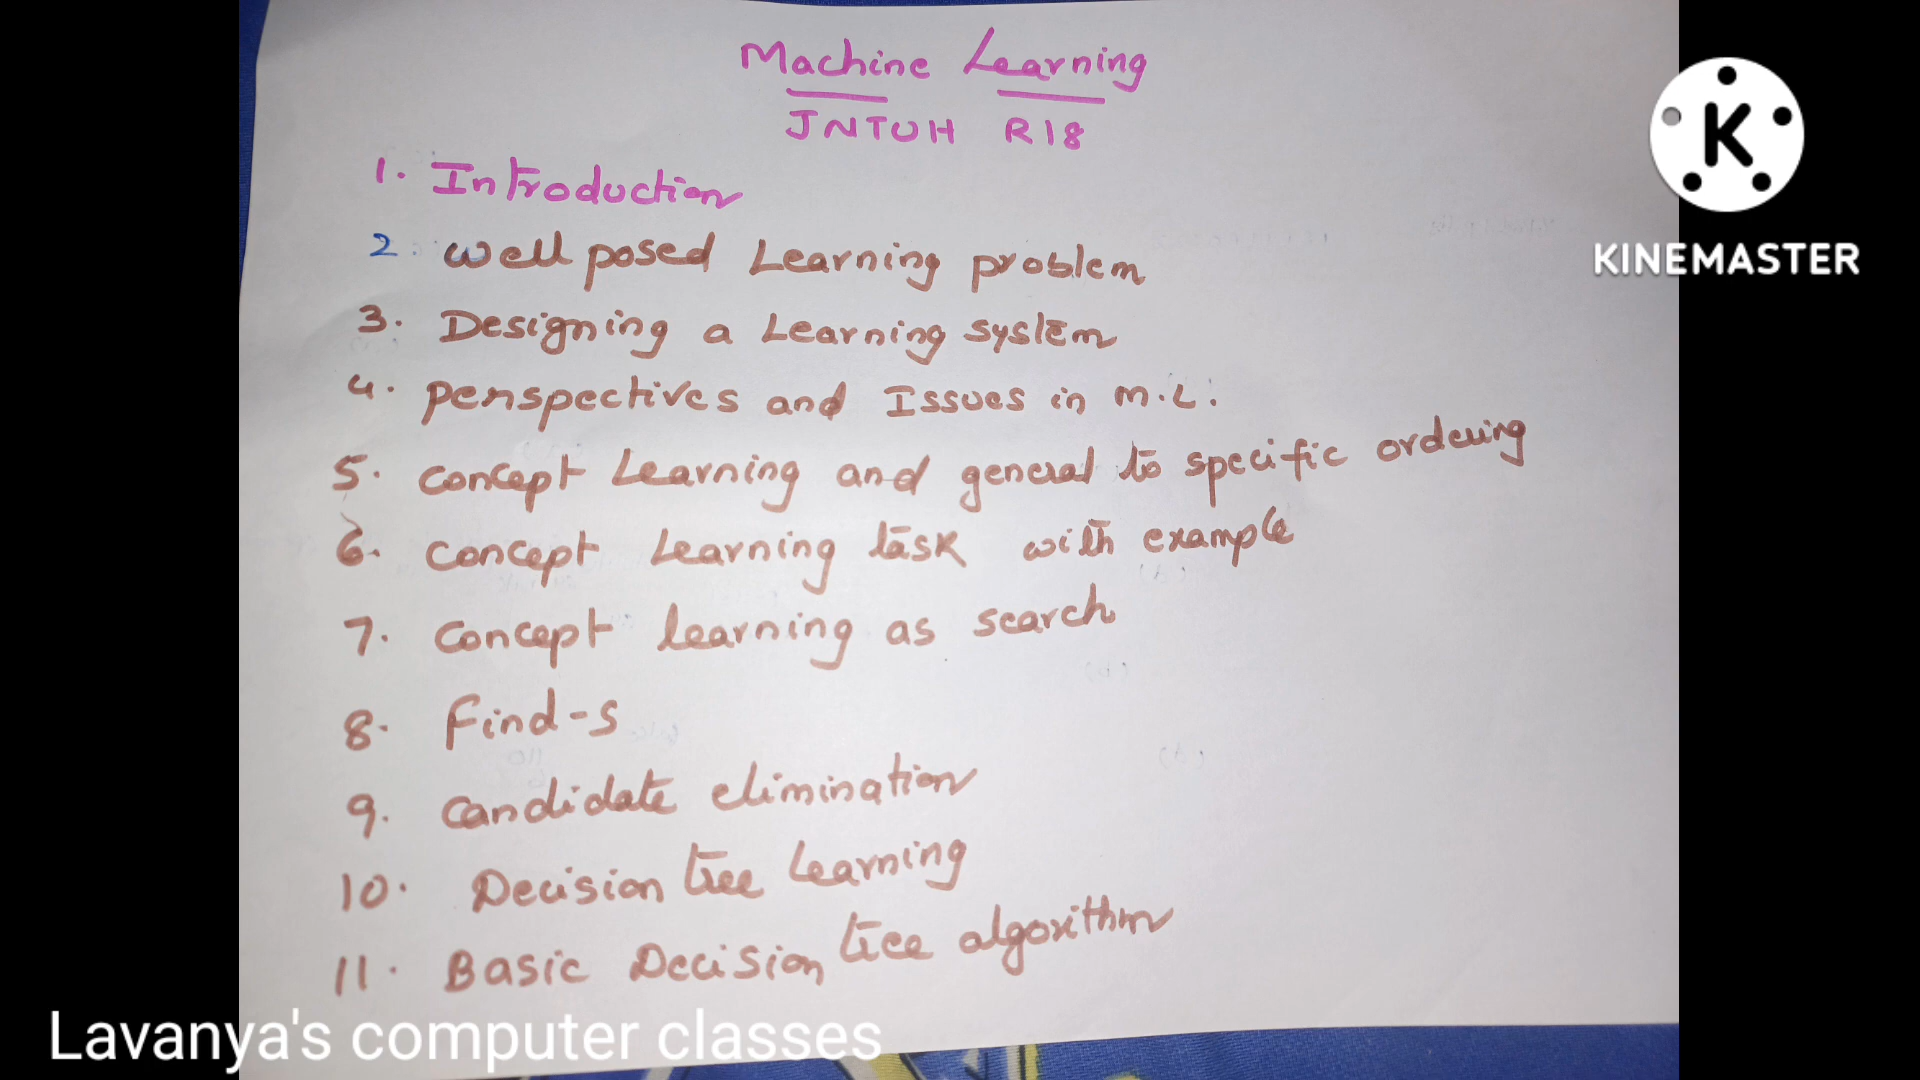 Machine Learning
JNTUH R18
1. Introduction
2. well posed Learning problem
3. Designing a Learning system
4. perspectives and Issues in M.L.
5. concept Learning and general to specific ordering
6. concept Learning task with example
7. concept learning as search
8. Find-s
9. candidate elimination
10. Decision tree Learning
11. Basic Decision tree algorithm
K
KINEMASTER
Lavanya's computer classes